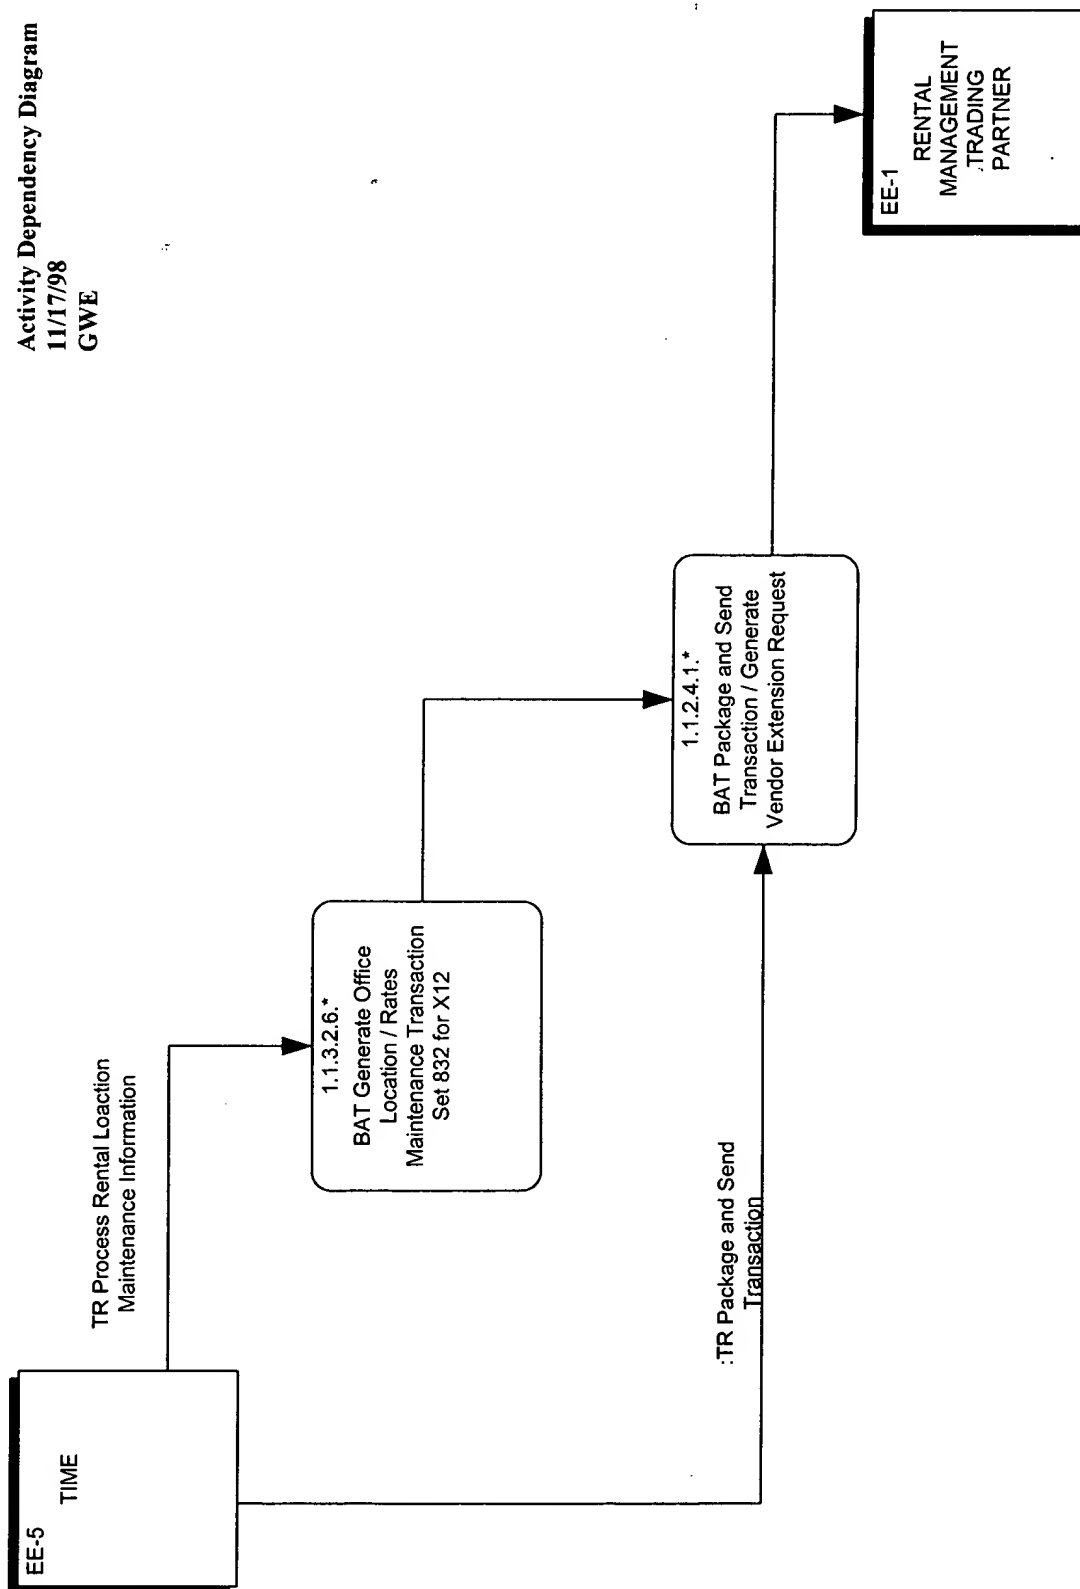 Activity Dependency Diagram
11/17/98
GWE
EE-5
TIME
TR Process Rental Loaction
Maintenance Information
1.1.3.2.6.*
BAT Generate Office
Location / Rates
Maintenance Transaction
Set 832 for X12
:TR Package and Send
Transaction
1.1.2.4.1.*
BAT Package and Send
Transaction / Generate
Vendor Extension Request
EE-1
RENTAL
MANAGEMENT
.TRADING
PARTNER